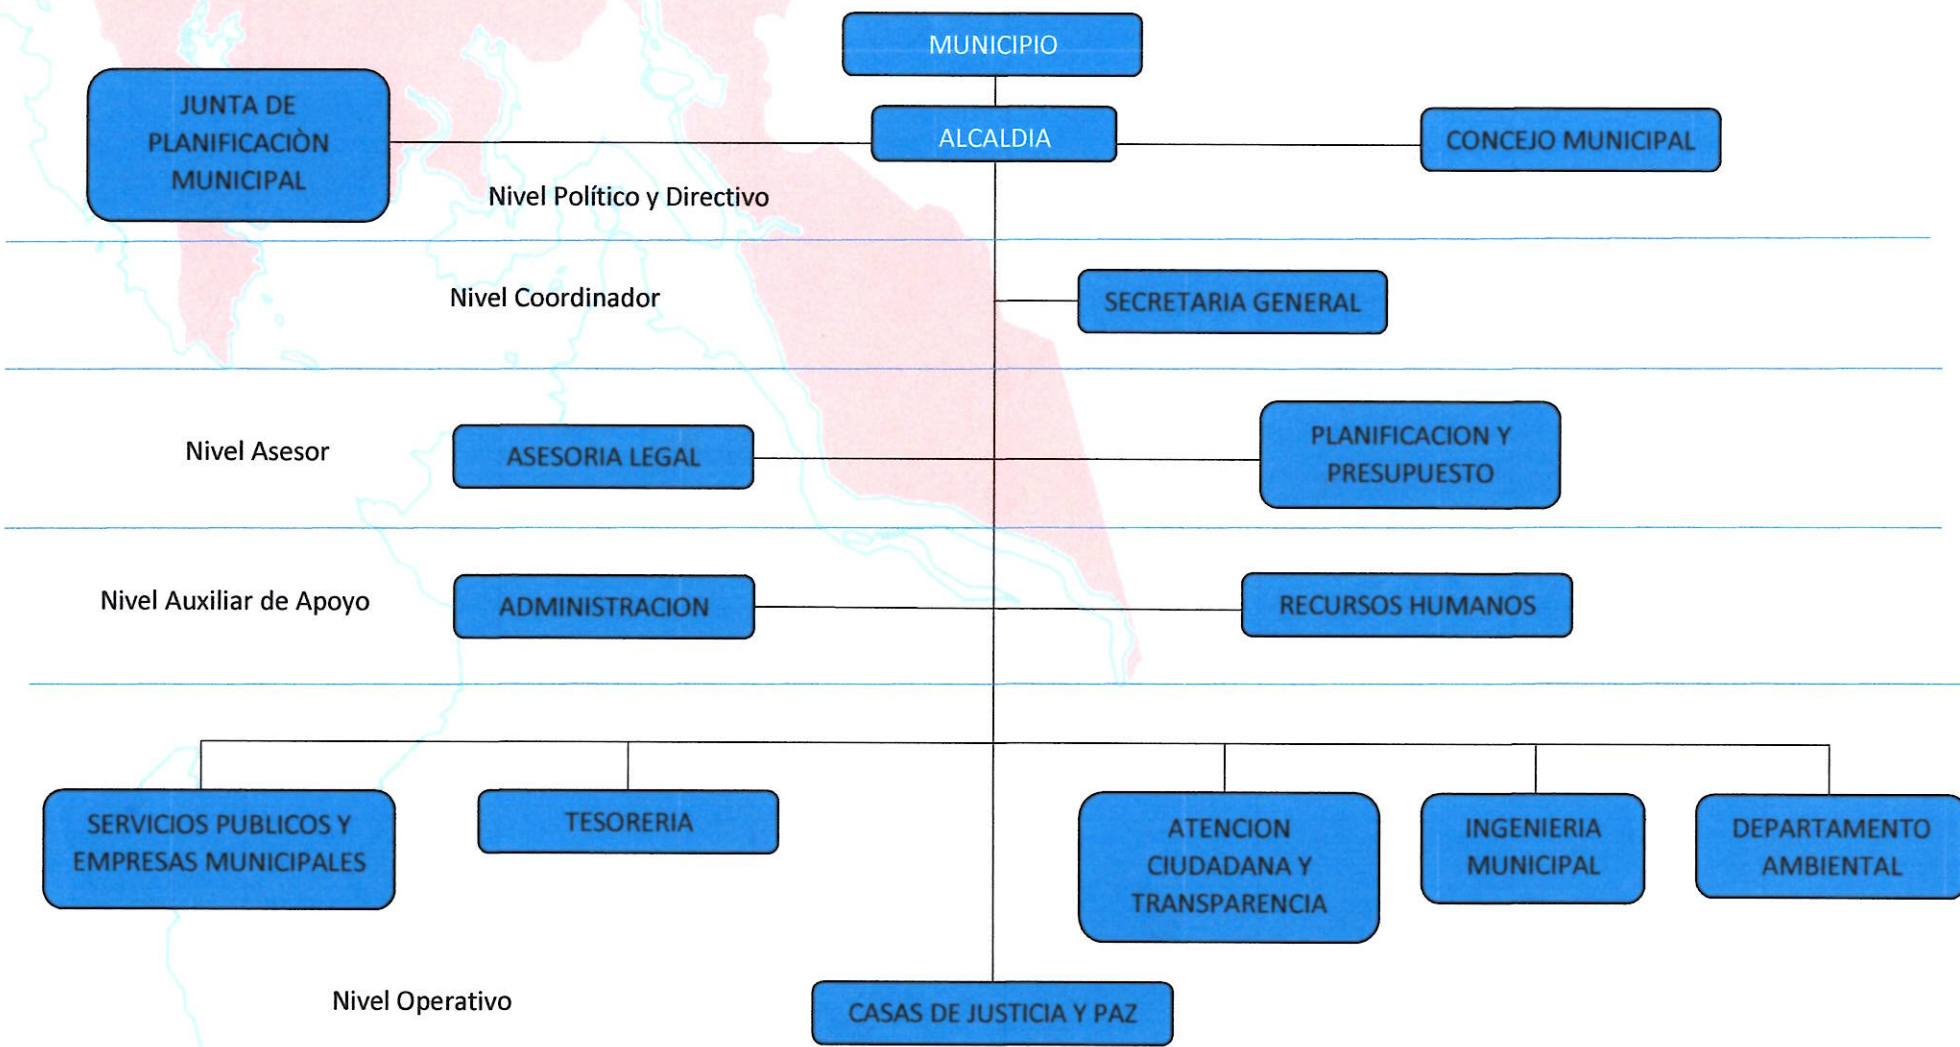 MUNICIPIO
JUNTA DE
PLANIFICACIÒN
MUNICIPAL
ALCALDIA
CONCEJO MUNICIPAL
Nivel Político y Directivo
Nivel Coordinador
SECRETARIA GENERAL
Nivel Asesor
ASESORIA LEGAL
PLANIFICACION Y
PRESUPUESTO
Nivel Auxiliar de Apoyo
ADMINISTRACION
RECURSOS HUMANOS
SERVICIOS PUBLICOS Y
EMPRESAS MUNICIPALES
TESORERIA
ATENCION
CIUDADANA Y
TRANSPARENCIA
INGENIERIA
MUNICIPAL
DEPARTAMENTO
AMBIENTAL
Nivel Operativo
CASAS DE JUSTICIA Y PAZ